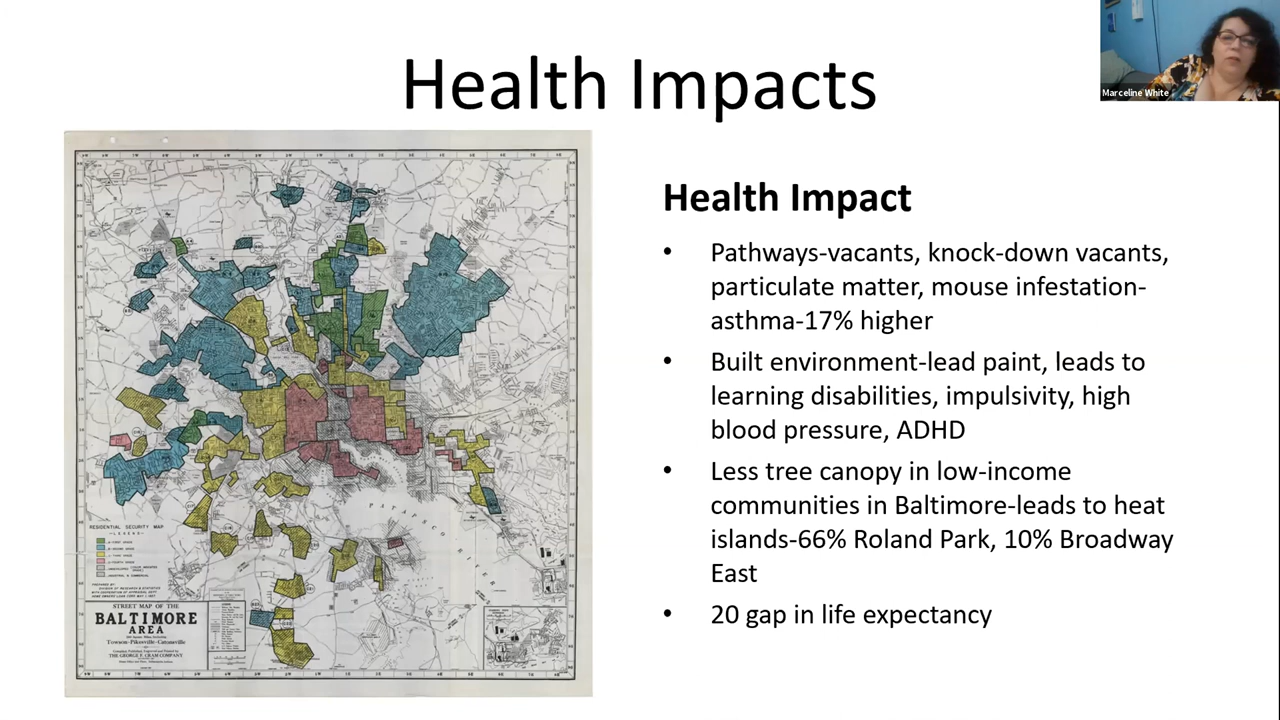 Health Impacts
Marceline White
Health Impact
• Pathways-vacants, knock-down vacants,
particulate matter, mouse infestation-
asthma-17% higher
• Built environment-lead paint, leads to
learning disabilities, impulsivity, high
blood pressure, ADHD
• Less tree canopy in low-income
communities in Baltimore-leads to heat
islands-66% Roland Park, 10% Broadway
East
• 20 gap in life expectancy
RESIDENTIAL SECURITY MAP
STREET MAP OF THE
BALTIMORE
AREA
Towson-Pikesville-Catonsville
THE GEORGE F. CRAM COMPANY